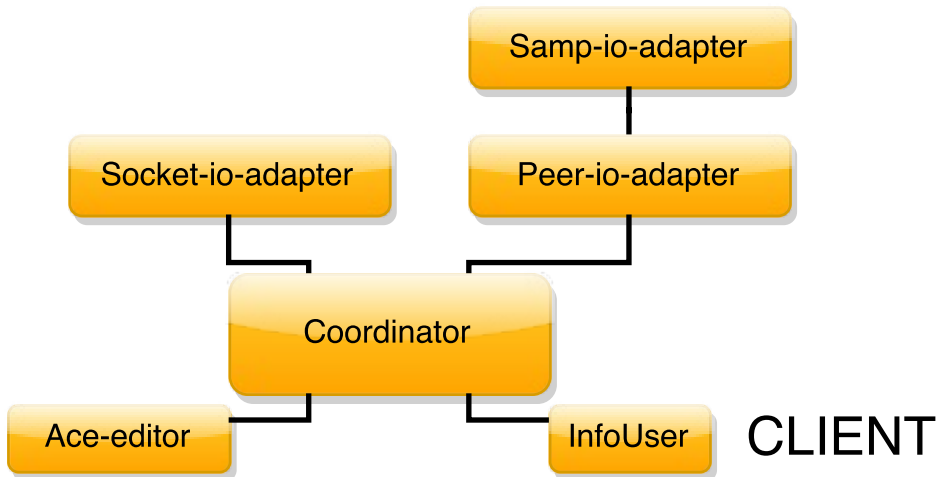 Samp-io-adapter
Socket-io-adapter
Peer-io-adapter
Coordinator
Ace-editor
InfoUser
CLIENT